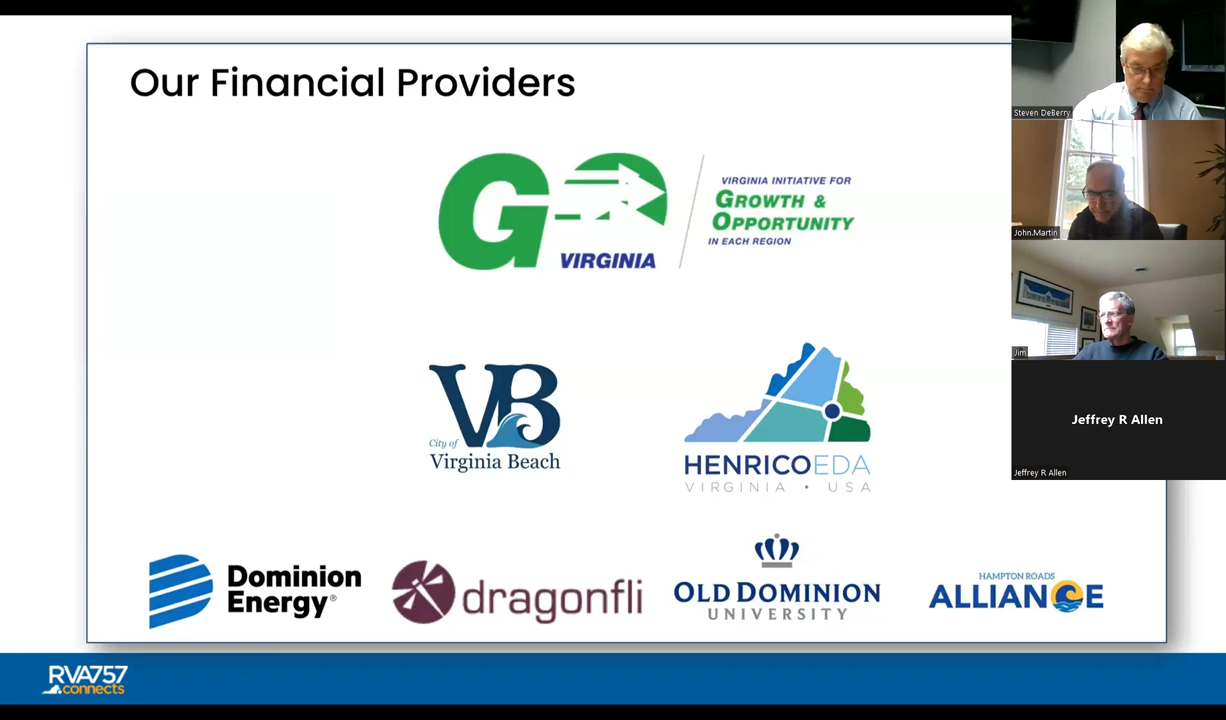 Our Financial Providers
GO
VIRGINIA
VIRGINIA INITIATIVE FOR
GROWTH &
OPPORTUNITY
IN EACH REGION
VB
City of
Virginia Beach
HENRICOEDA
VIRGINIA • USA
Dominion
Energy®
dragonfli
OLD DOMINION
UNIVERSITY
HAMPTON ROADS
ALLIANCE
RVA757
connects
Steven DeBerry
John.Martin
Jim
Jeffrey R Allen
Jeffrey R Allen